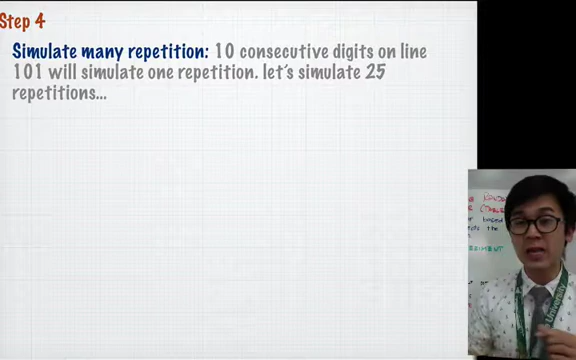 Step 4
Simulate many repetition: 10 consecutive digits on line
101 will simulate one repetition. let's simulate 25
repetitions...
University